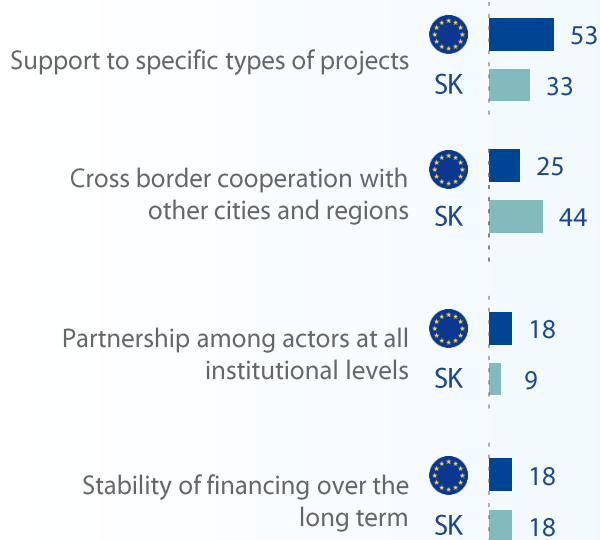 53
Support to specific types of projects
SK 33
25
Cross border cooperation with
other cities and regions
SK 44
18
Partnership among actors at all
institutional levels
SK 9
18
Stability of financing over the
long term
SK 18